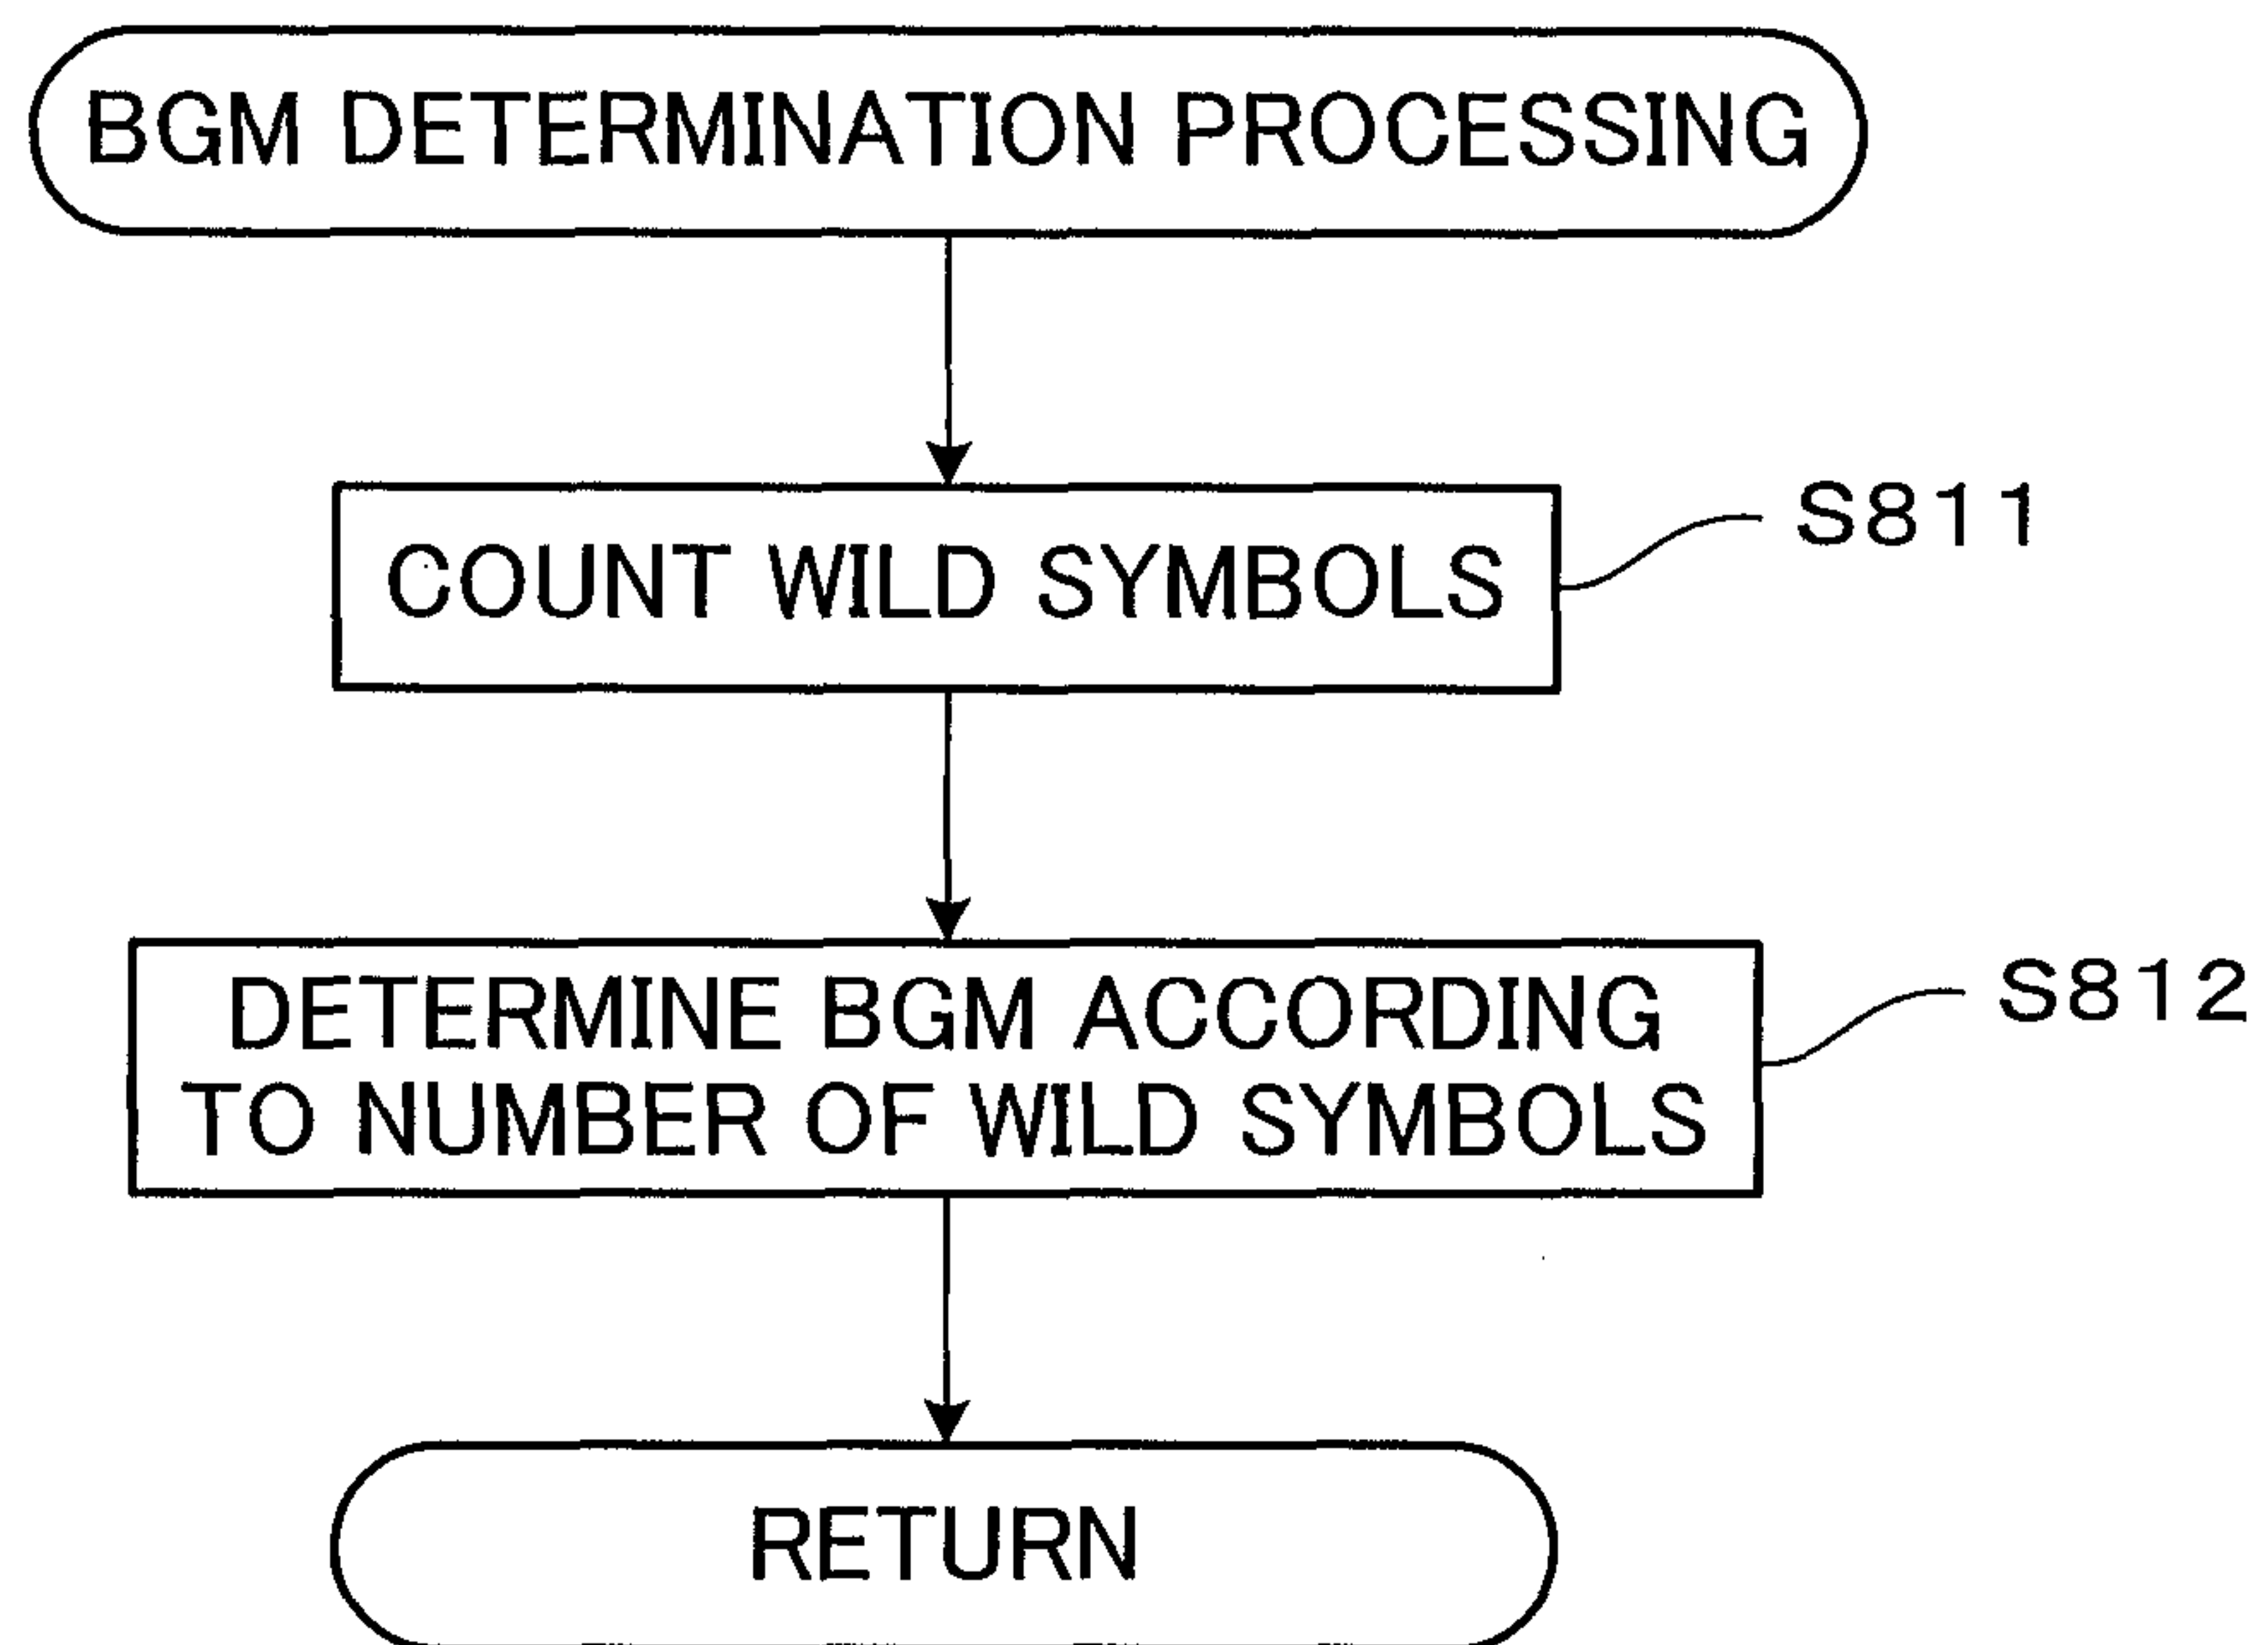 BGM DETERMINATION PROCESSING
COUNT WILD SYMBOLS
S811
DETERMINE BGM ACCORDING
TO NUMBER OF WILD SYMBOLS
S812
RETURN